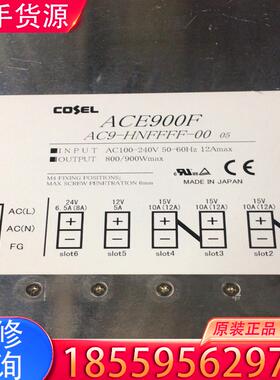 手货源
COSEL
ACE900F
AC9-HNFFFF-00 05
INPUT AC100-240V 50-60Hz 12Amax
OUTPUT 800/900Wmax
M4 FIXING POSITIONS;
MAX SCREW PENETRATION 6mm
MADE IN JAPAN
AC(L)
AC(N)
FG
24V
6.5A(8A)
slot6
12V
5A
slot5
15V
10A(12A)
slot4
15V
10A(12A)
slot3
15V
10A(12A)
slot2
修
询
原装正品
1855956297